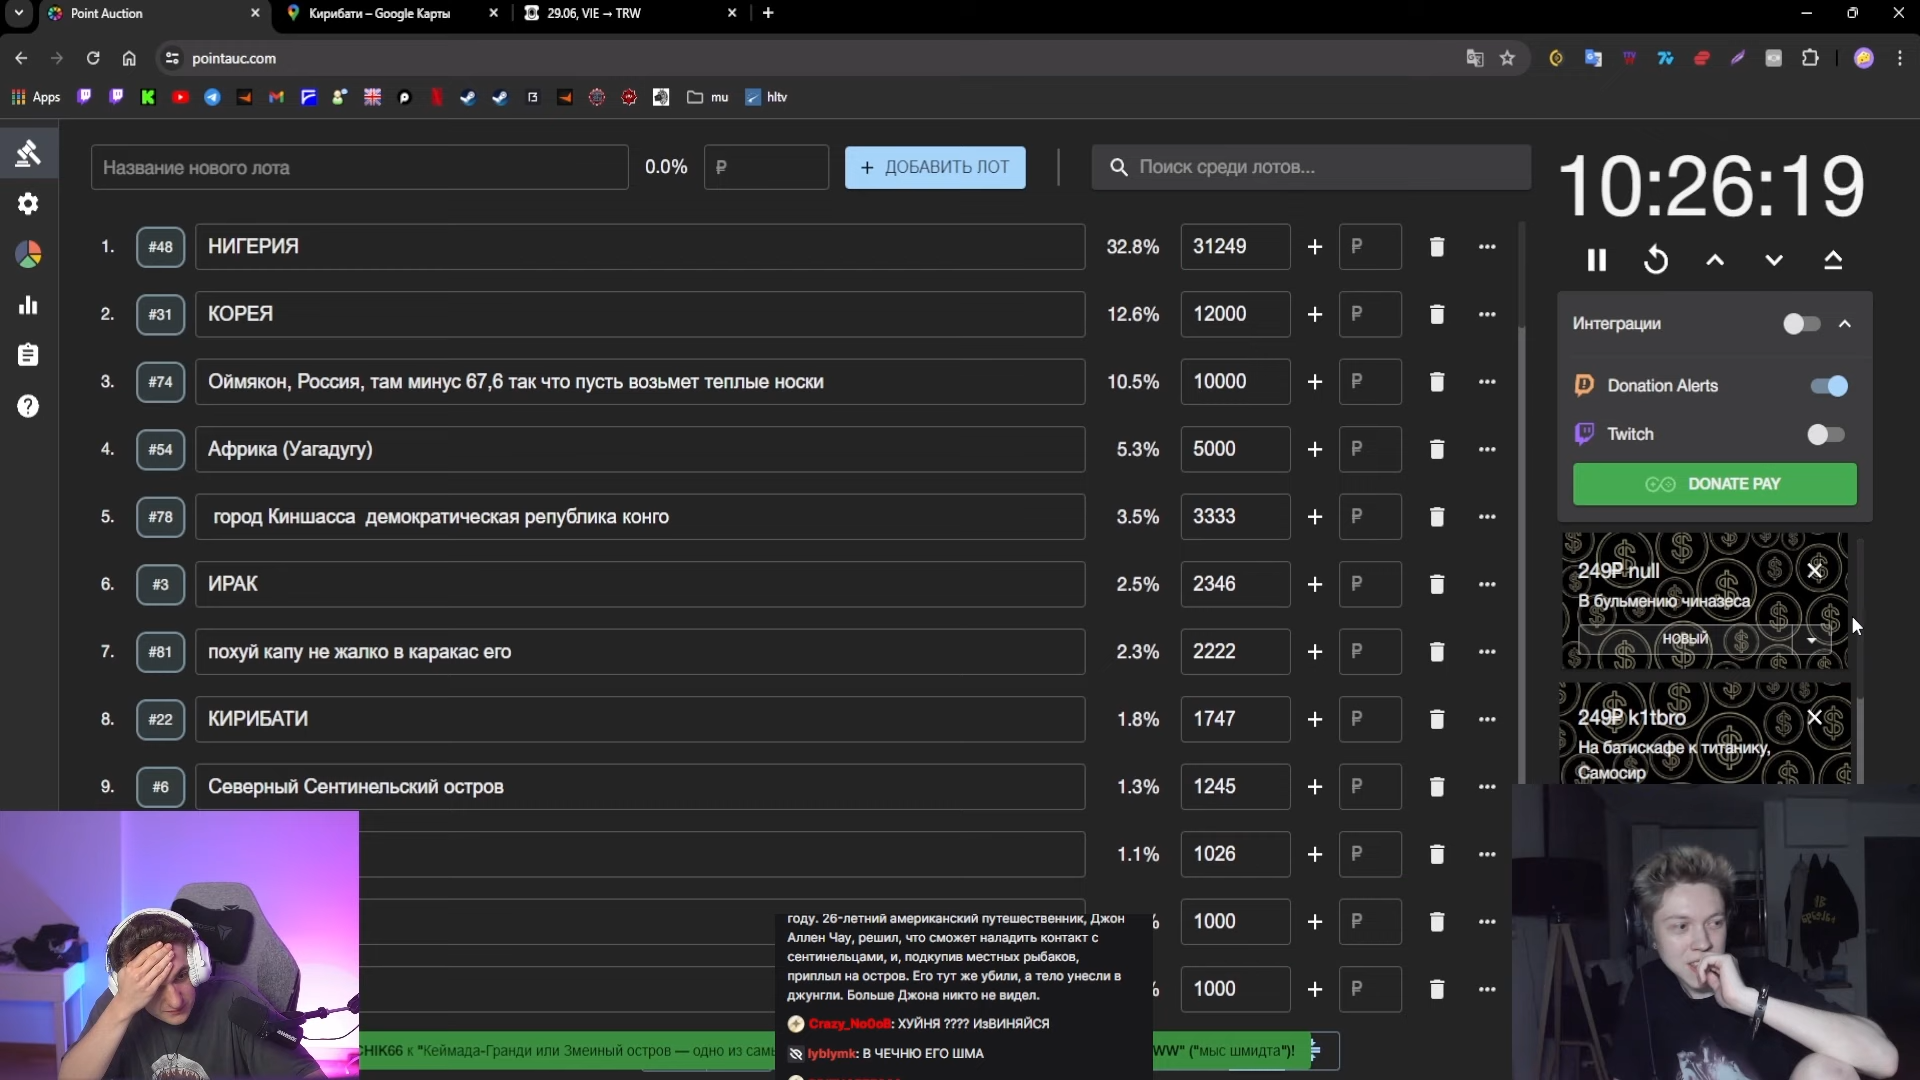 Point Auction
Кирибати – Google Карты
29.06, VIE → TRW
pointauc.com
Apps
mu
hltv
Название нового лота
0.0%
₽
+ ДОБАВИТЬ ЛОТ
Поиск среди лотов...
10:26:19
1. #48 НИГЕРИЯ 32.8% 31249 + ₽
2. #31 КОРЕЯ 12.6% 12000 + ₽
3. #74 Оймякон, Россия, там минус 67,6 так что пусть возьмет теплые носки 10.5% 10000 + ₽
4. #54 Африка (Уагадугу) 5.3% 5000 + ₽
5. #78 город Киншасса демократическая република конго 3.5% 3333 + ₽
6. #3 ИРАК 2.5% 2346 + ₽
7. #81 похуй капу не жалко в каракас его 2.3% 2222 + ₽
8. #22 КИРИБАТИ 1.8% 1747 + ₽
9. #6 Северный Сентинельский остров 1.3% 1245 + ₽
1.1% 1026 + ₽
1000 + ₽
% 1000 + ₽
Интеграции
Donation Alerts
Twitch
DONATE PAY
249₽ null
В бульмению чиназеса
НОВЫЙ
249₽ k1tbro
На батискафе к титанику,
Самосир
году. 26-летний американский путешественник, Джон
Аллен Чау, решил, что сможет наладить контакт с
сентинельцами, и, подкупив местных рыбаков,
приплыл на остров. Его тут же убили, а тело унесли в
джунгли. Больше Джона никто не видел.
Crazy_NoOoB: ХУЙНЯ ???? ИзВИНЯЙСЯ
lyblymk: В ЧЕЧНЮ ЕГО ШМА
CHIK66 к "Кеймада-Гранди или Змеиный остров — одно из самы
WW" ("мыс шмидта")!